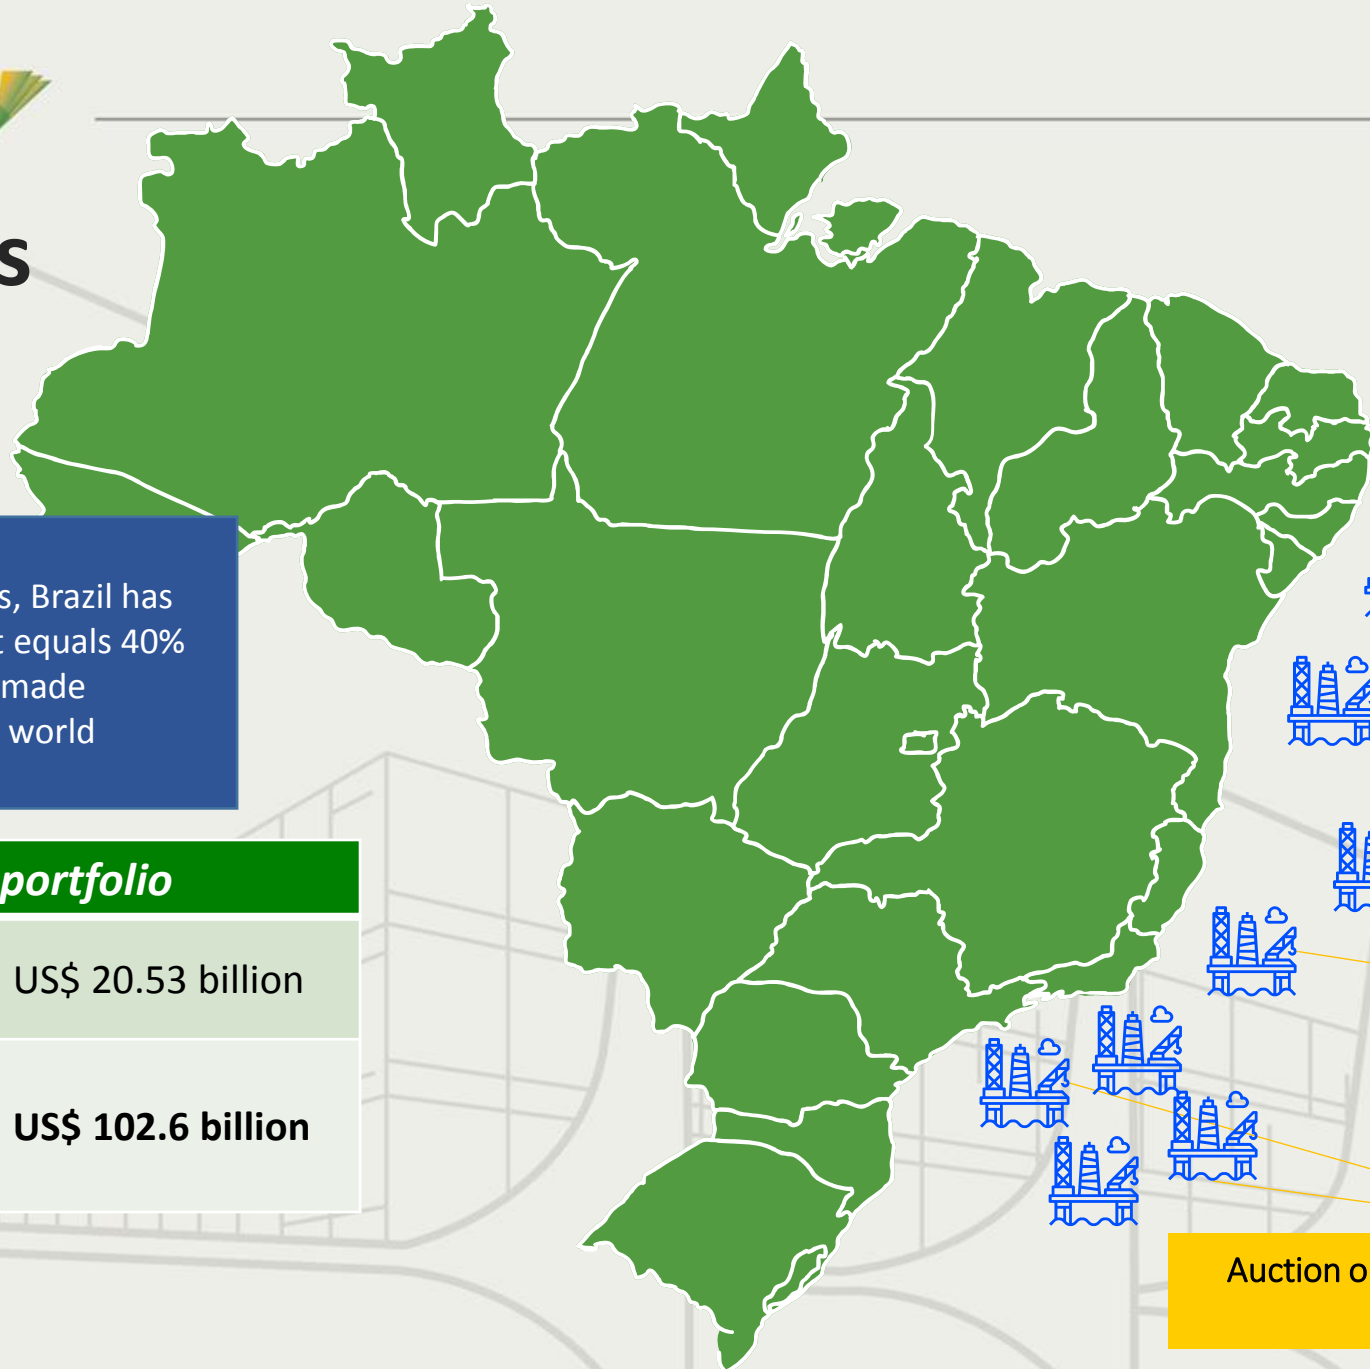 s
s, Brazil has
t equals 40%
made
world
portfolio
US$ 20.53 billion
US$ 102.6 billion
Auction o